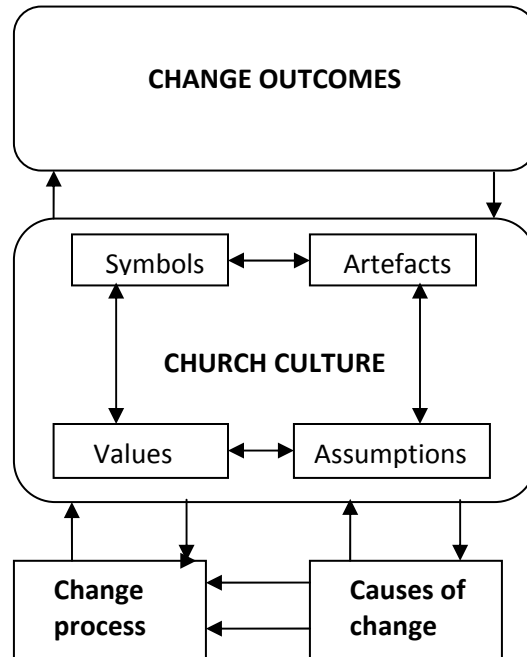 CHANGE OUTCOMES
Symbols
Artefacts
CHURCH CULTURE
Values
Assumptions
Change
process
Causes of
change